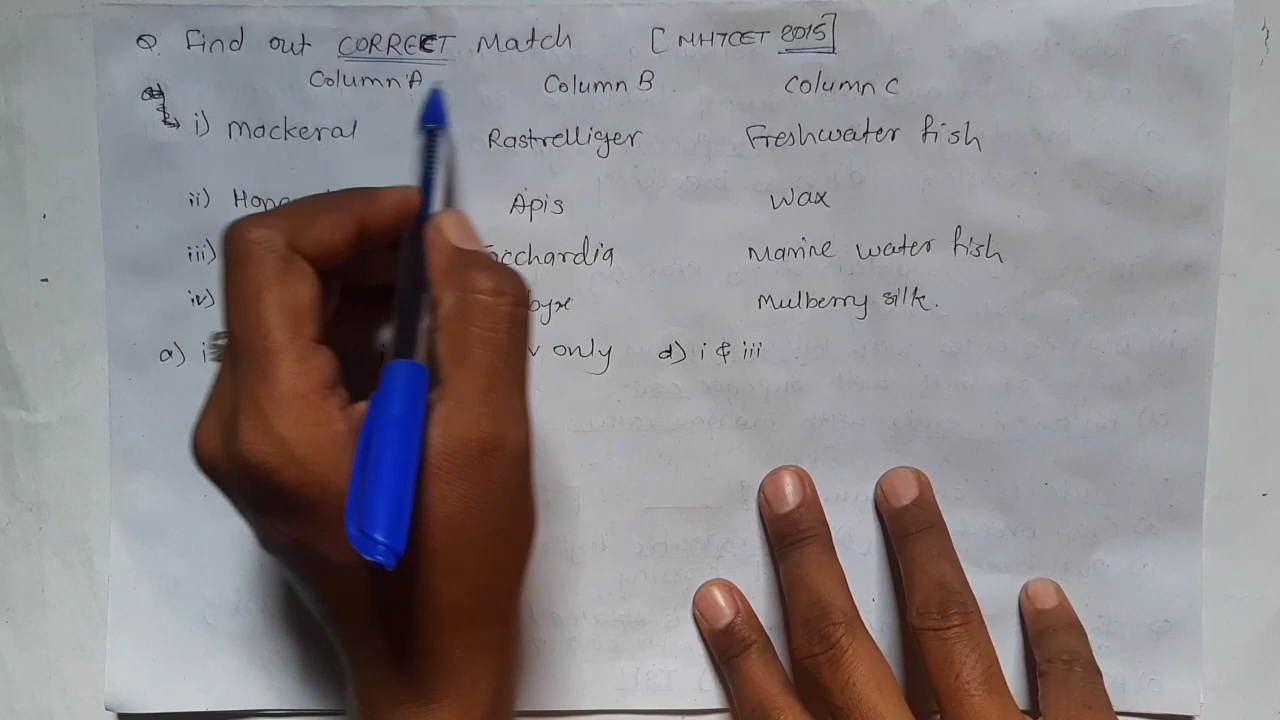 Q. Find out CORRECT Match [MHTCET 2015]
Column A Column B Column C
i) Mackeral Rastrelliger Freshwater fish
ii) Apis Wax
iii) Marine water fish
iv) Mulberry silk.
a) i only d) i & iii